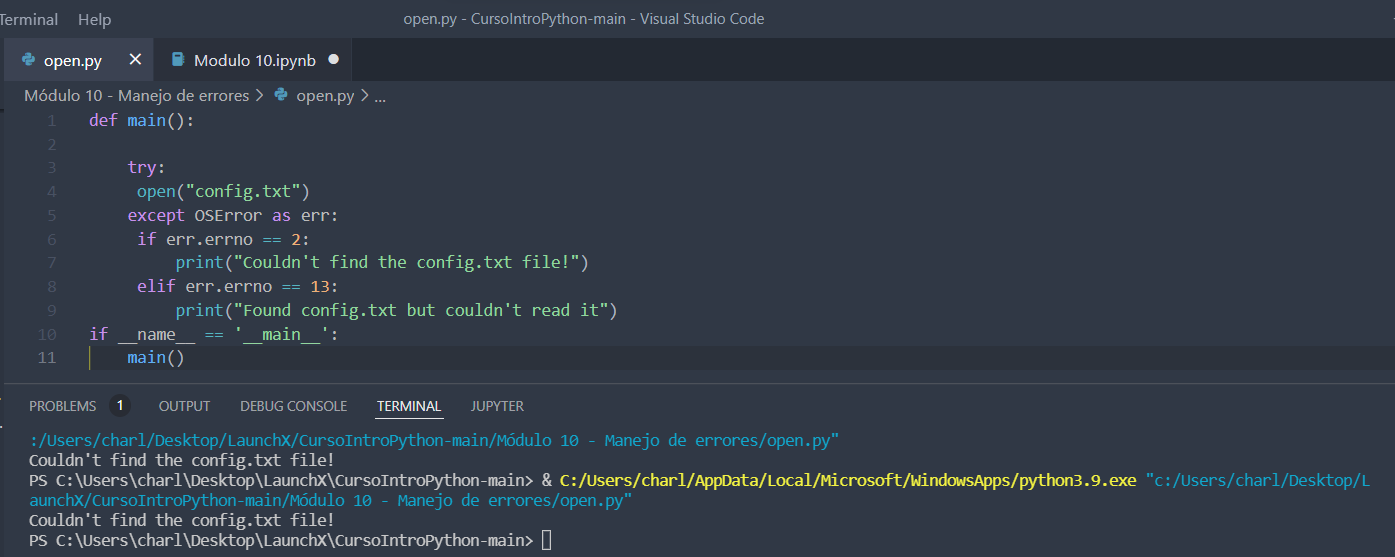 Terminal Help open.py - CursoIntroPython-main - Visual Studio Code
open.py Modulo 10.ipynb
Módulo 10 - Manejo de errores > open.py > ...
1 def main():
2
3     try:
4      open("config.txt")
5     except OSError as err:
6      if err.errno == 2:
7          print("Couldn't find the config.txt file!")
8      elif err.errno == 13:
9          print("Found config.txt but couldn't read it")
10 if __name__ == '__main__':
11     main()
PROBLEMS 1 OUTPUT DEBUG CONSOLE TERMINAL JUPYTER
:/Users/charl/Desktop/LaunchX/CursoIntroPython-main/Módulo 10 - Manejo de errores/open.py"
Couldn't find the config.txt file!
PS C:\Users\charl\Desktop\LaunchX\CursoIntroPython-main> & C:/Users/charl/AppData/Local/Microsoft/WindowsApps/python3.9.exe "c:/Users/charl/Desktop/L
aunchX/CursoIntroPython-main/Módulo 10 - Manejo de errores/open.py"
Couldn't find the config.txt file!
PS C:\Users\charl\Desktop\LaunchX\CursoIntroPython-main>